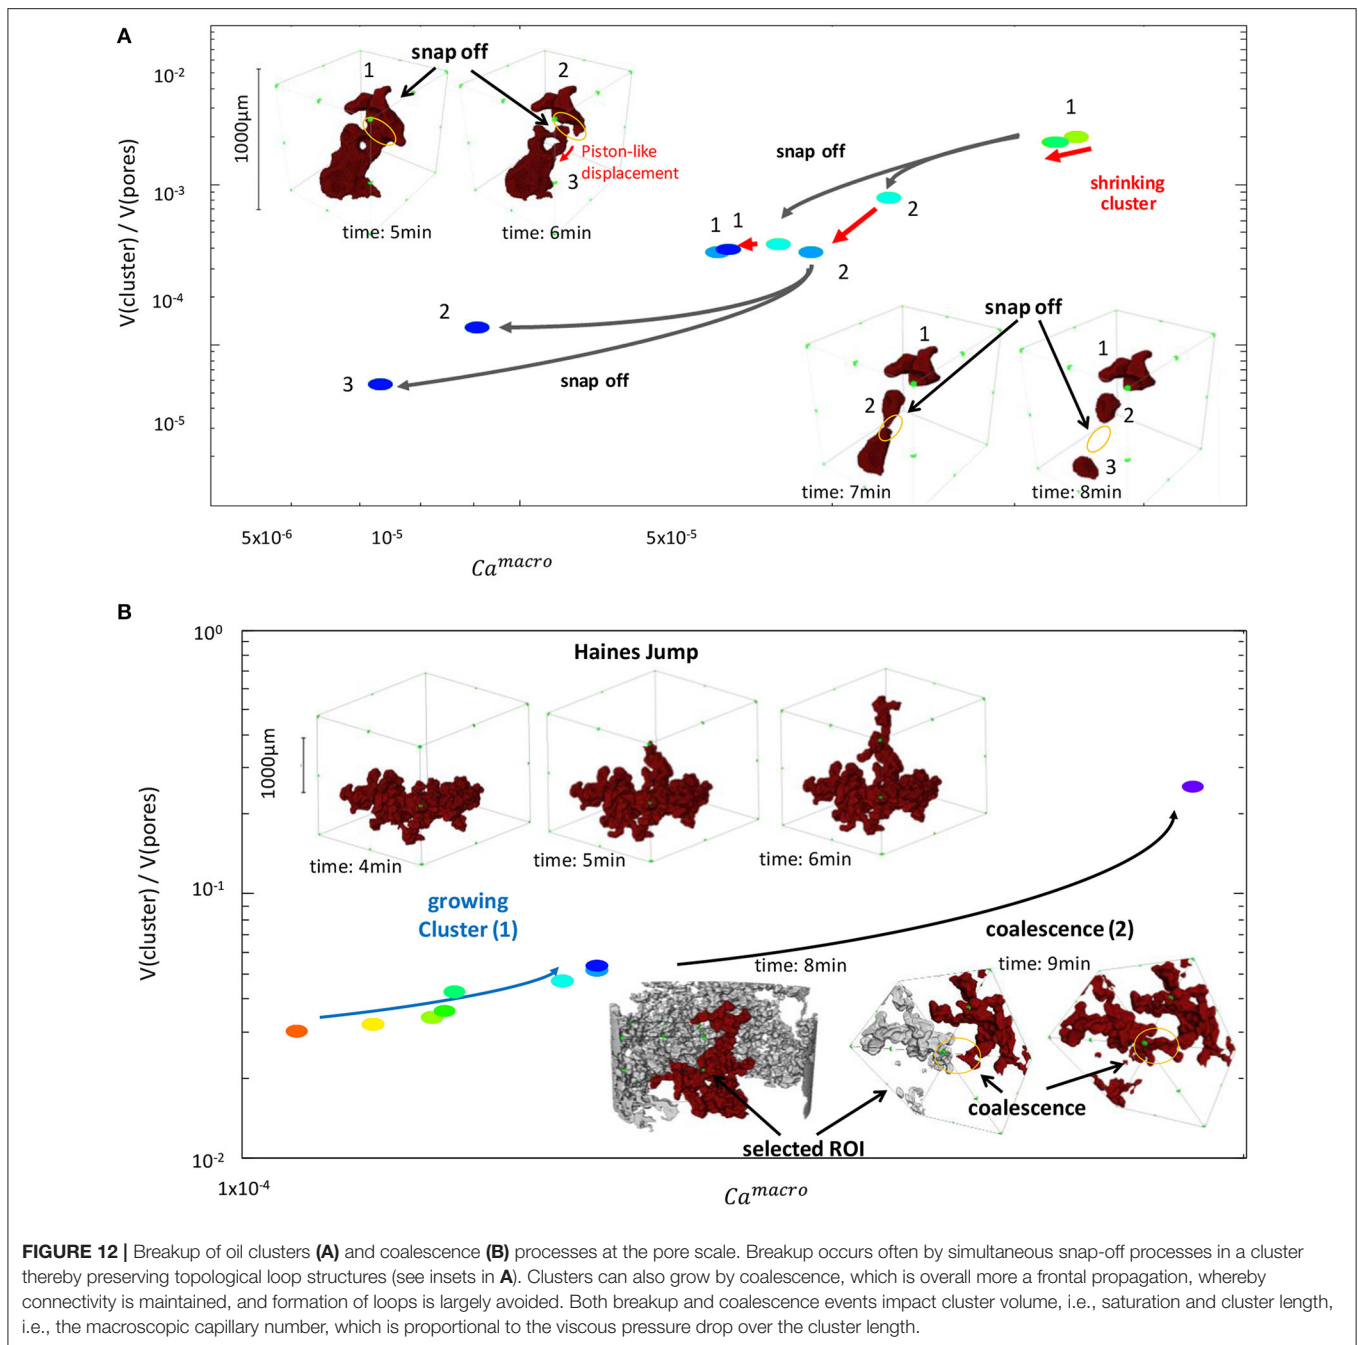 A
snap off
1
2
1000µm
Piston-like
displacement
3
time: 5min
time: 6min
V(cluster) / V(pores)
10-2
10-3
10-4
10-5
1
snap off
shrinking
cluster
2
1 1
2
2
3
snap off
snap off
1
1
2
2
3
time: 7min
time: 8min
5x10-6
10-5
5x10-5
Ca macro
B
100
Haines Jump
1000µm
time: 4min
time: 5min
time: 6min
V(cluster) / V(pores)
10-1
growing
Cluster (1)
coalescence (2)
time: 8min
time: 9min
coalescence
selected ROI
10-2
1x10-4
Ca macro
FIGURE 12 | Breakup of oil clusters (A) and coalescence (B) processes at the pore scale. Breakup occurs often by simultaneous snap-off processes in a cluster
thereby preserving topological loop structures (see insets in A). Clusters can also grow by coalescence, which is overall more a frontal propagation, whereby
connectivity is maintained, and formation of loops is largely avoided. Both breakup and coalescence events impact cluster volume, i.e., saturation and cluster length,
i.e., the macroscopic capillary number, which is proportional to the viscous pressure drop over the cluster length.